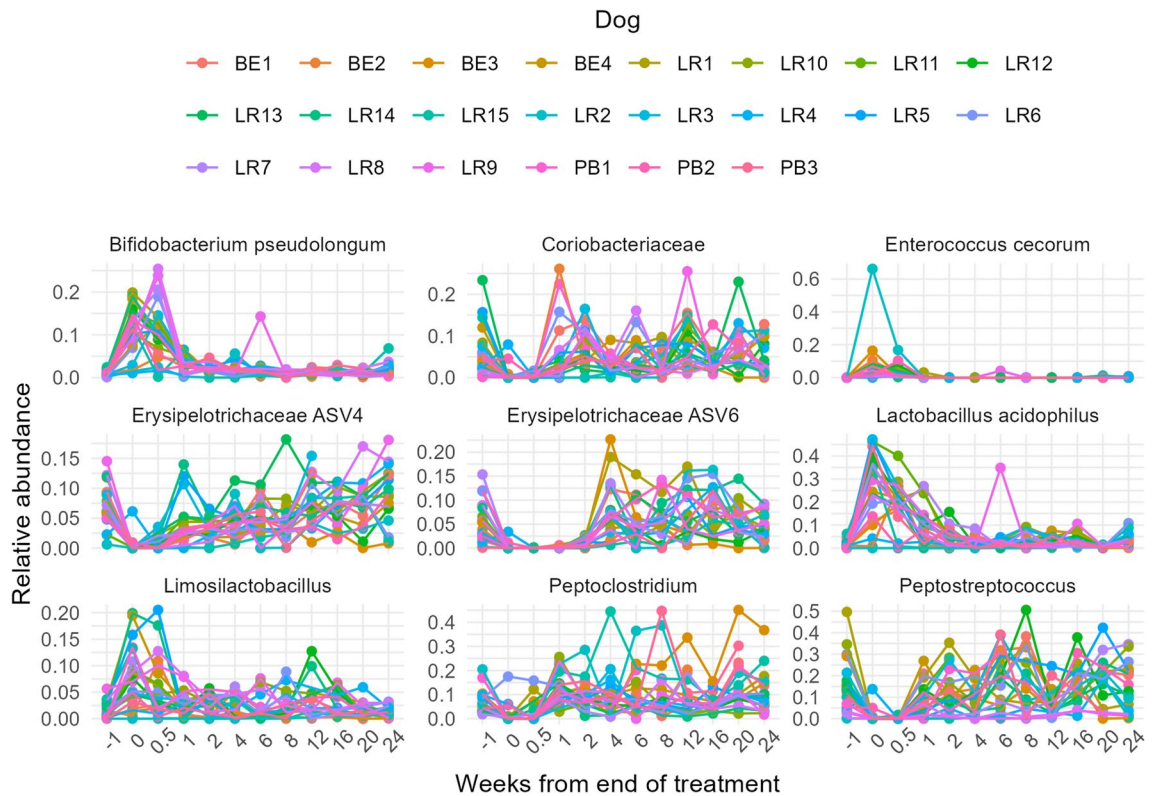 Dog
BE1 BE2 BE3 BE4 LR1 LR10 LR11 LR12
LR13 LR14 LR15 LR2 LR3 LR4 LR5 LR6
LR7 LR8 LR9 PB1 PB2 PB3
Relative abundance
Bifidobacterium pseudolongum Coriobacteriaceae Enterococcus cecorum
0.2 0.1 0.0
0.2 0.1 0.0
0.6 0.4 0.2 0.0
Erysipelotrichaceae ASV4 Erysipelotrichaceae ASV6 Lactobacillus acidophilus
0.15 0.10 0.05 0.00
0.20 0.15 0.10 0.05 0.00
0.4 0.3 0.2 0.1 0.0
Limosilactobacillus Peptoclostridium Peptostreptococcus
0.20 0.15 0.10 0.05 0.00
0.4 0.3 0.2 0.1 0.0
0.5 0.4 0.3 0.2 0.1 0.0
-1 0 0.5 1 2 4 6 8 12 16 20 24
-1 0 0.5 1 2 4 6 8 12 16 20 24
-1 0 0.5 1 2 4 6 8 12 16 20 24
Weeks from end of treatment